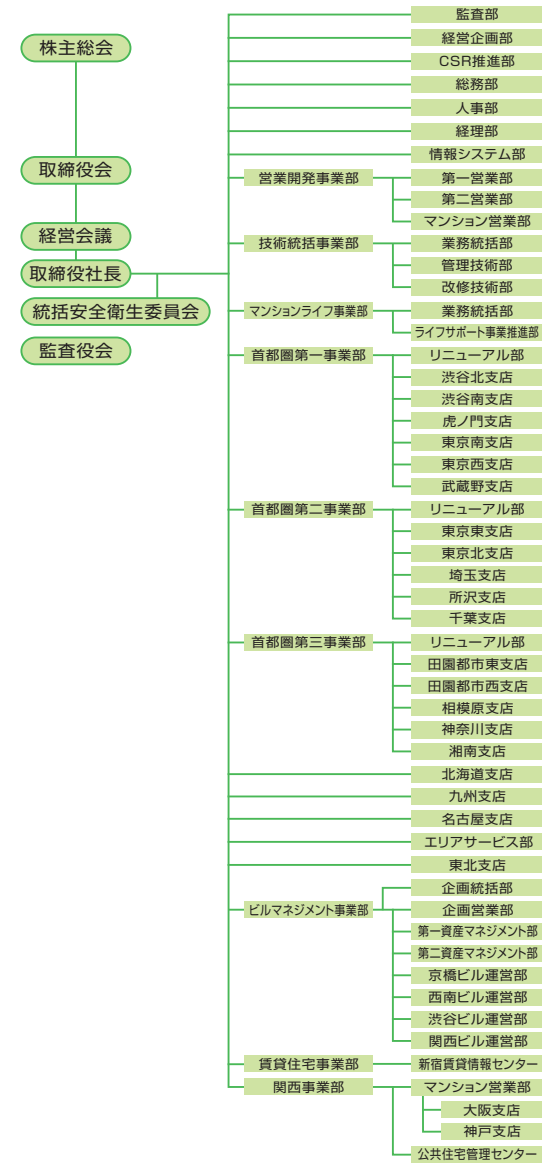 株主総会
取締役会
経営会議
取締役社長
統括安全衛生委員会
監査役会
監査部
経営企画部
CSR推進部
総務部
人事部
経理部
情報システム部
営業開発事業部
第一営業部
第二営業部
マンション営業部
技術統括事業部
業務統括部
管理技術部
改修技術部
マンションライフ事業部
業務統括部
ライフサポート事業推進部
首都圏第一事業部
リニューアル部
渋谷北支店
渋谷南支店
虎ノ門支店
東京南支店
東京西支店
武蔵野支店
首都圏第二事業部
リニューアル部
東京東支店
東京北支店
埼玉支店
所沢支店
千葉支店
首都圏第三事業部
リニューアル部
田園都市東支店
田園都市西支店
相模原支店
神奈川支店
湘南支店
北海道支店
九州支店
名古屋支店
エリアサービス部
東北支店
ビルマネジメント事業部
企画統括部
企画営業部
第一資産マネジメント部
第二資産マネジメント部
京橋ビル運営部
西南ビル運営部
渋谷ビル運営部
関西ビル運営部
賃貸住宅事業部
新宿賃貸情報センター
関西事業部
マンション営業部
大阪支店
神戸支店
公共住宅管理センター